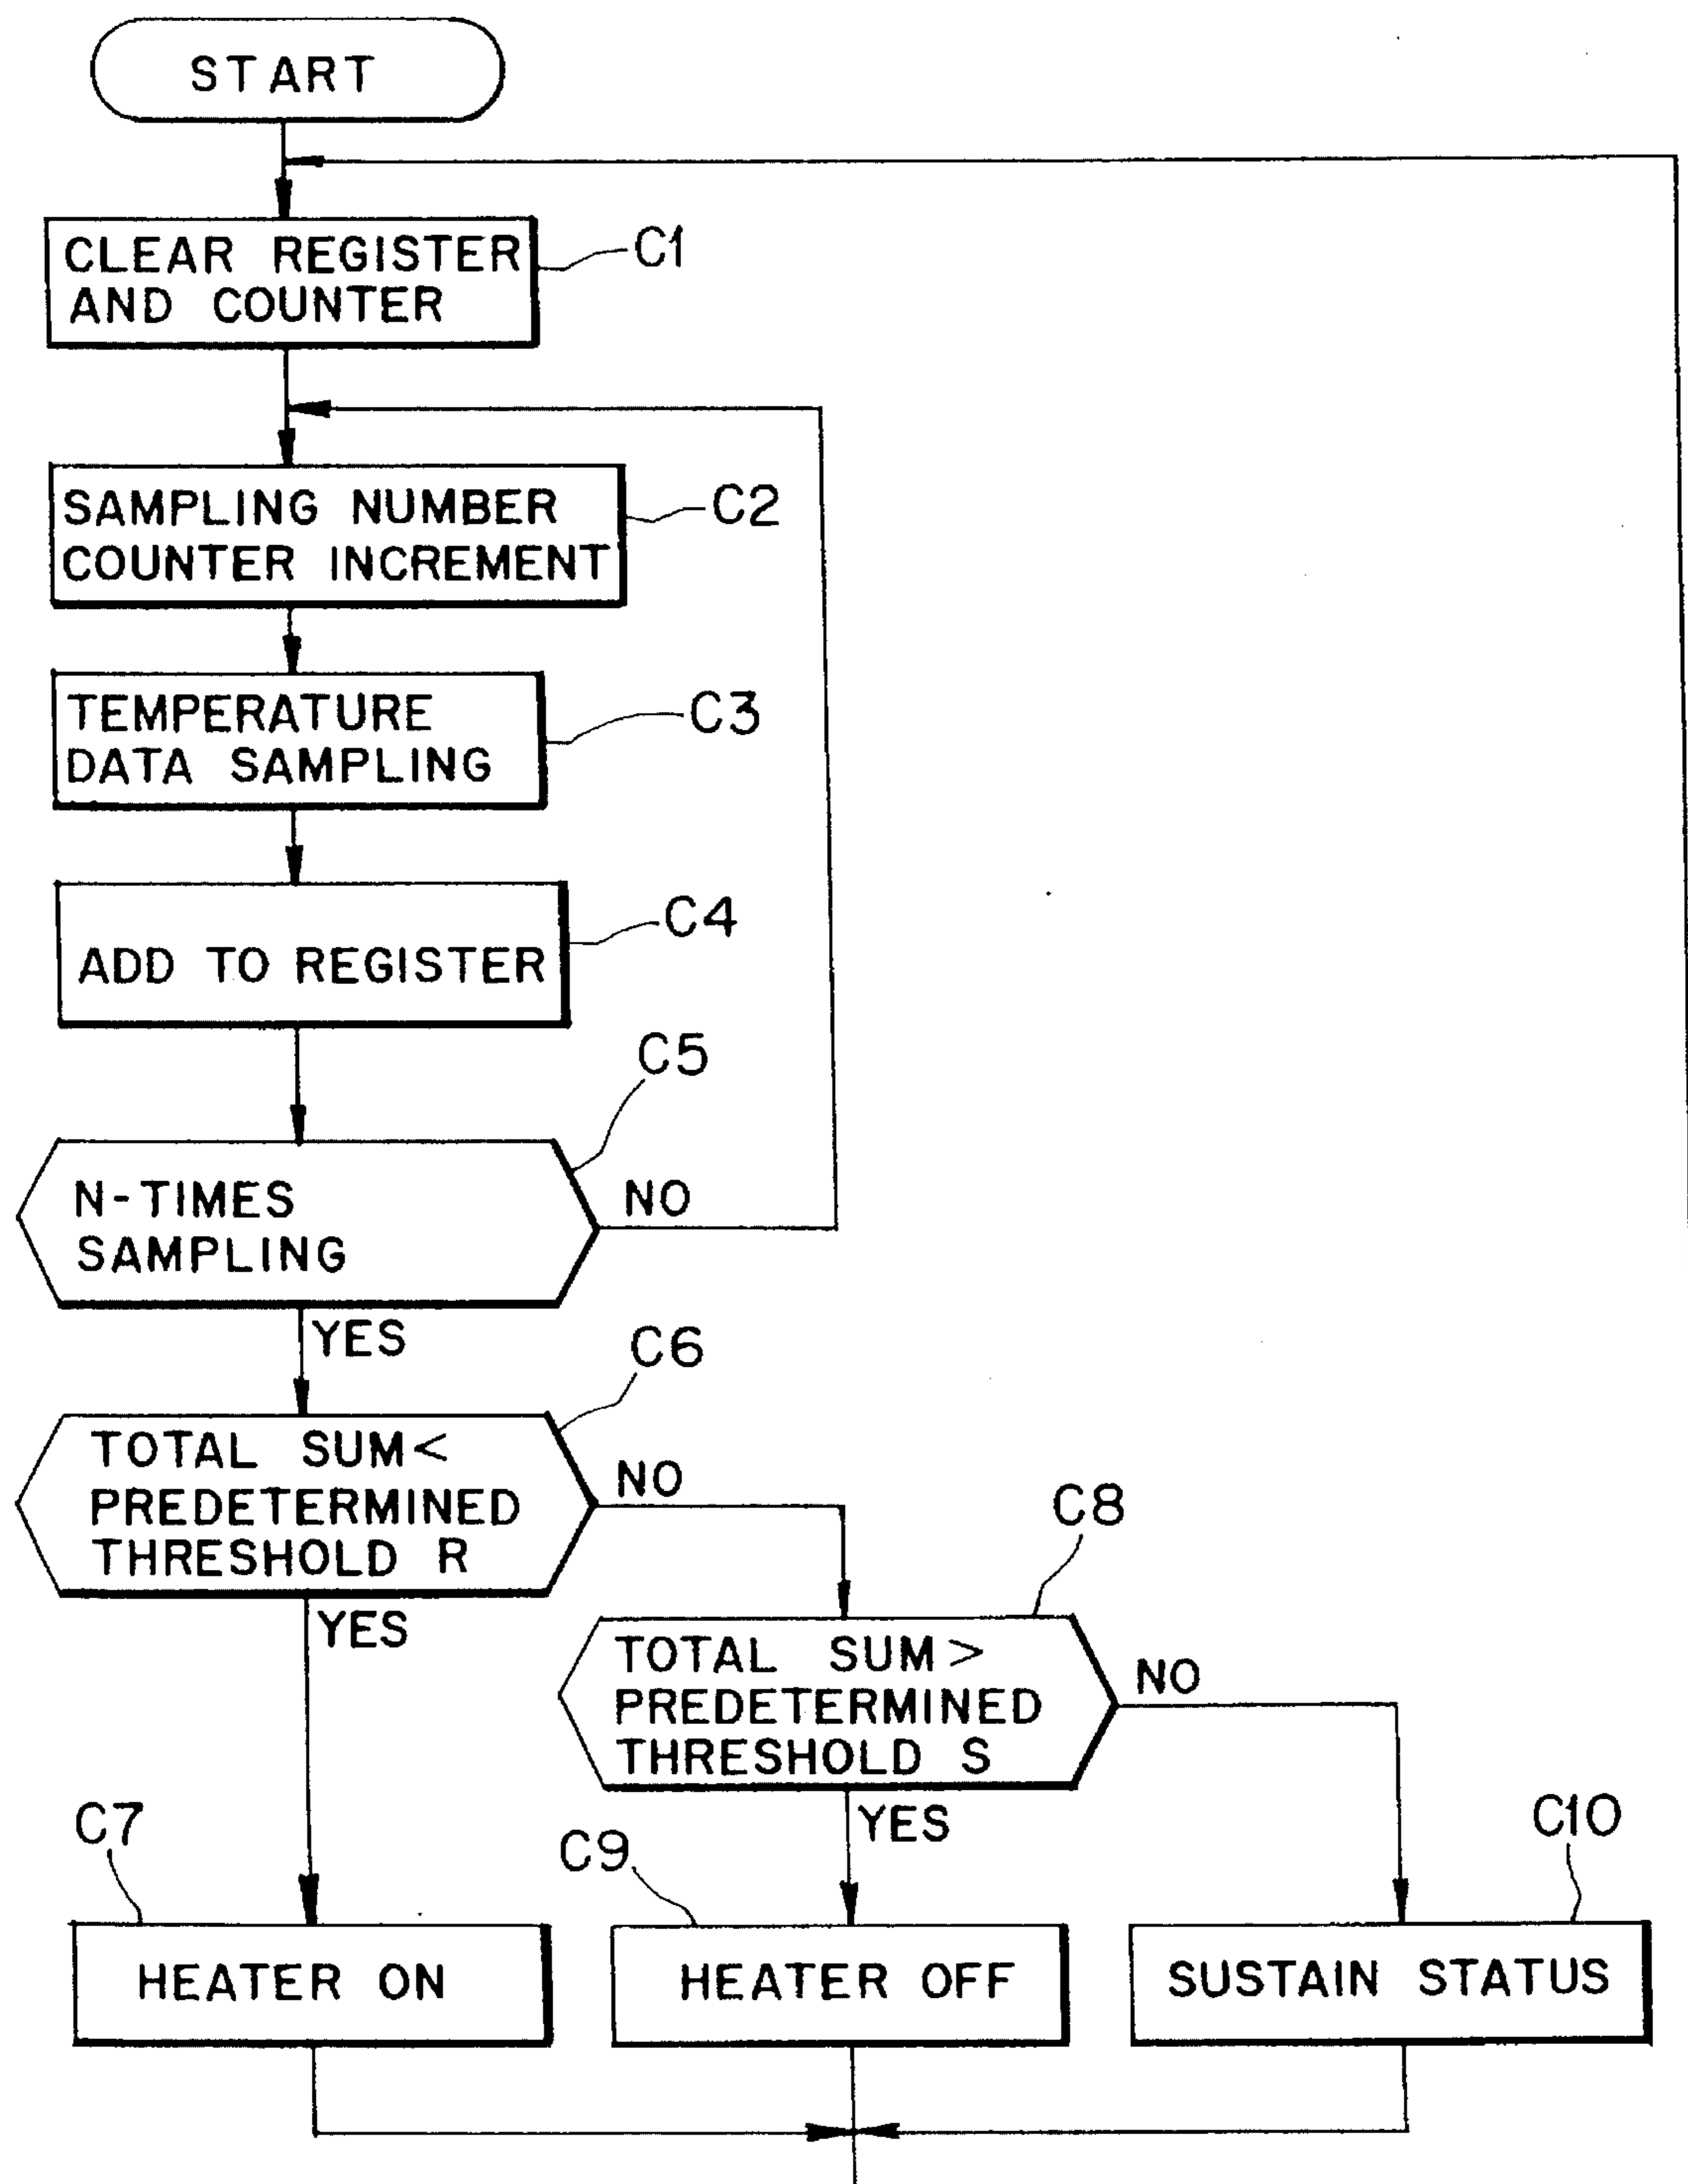 START
CLEAR REGISTER
AND COUNTER
C1
SAMPLING NUMBER
COUNTER INCREMENT
C2
TEMPERATURE
DATA SAMPLING
C3
ADD TO REGISTER
C4
C5
N-TIMES
SAMPLING
NO
YES
C6
TOTAL SUM<
PREDETERMINED
THRESHOLD R
NO
YES
C8
TOTAL SUM>
PREDETERMINED
THRESHOLD S
NO
YES
C7
HEATER ON
C9
HEATER OFF
C10
SUSTAIN STATUS